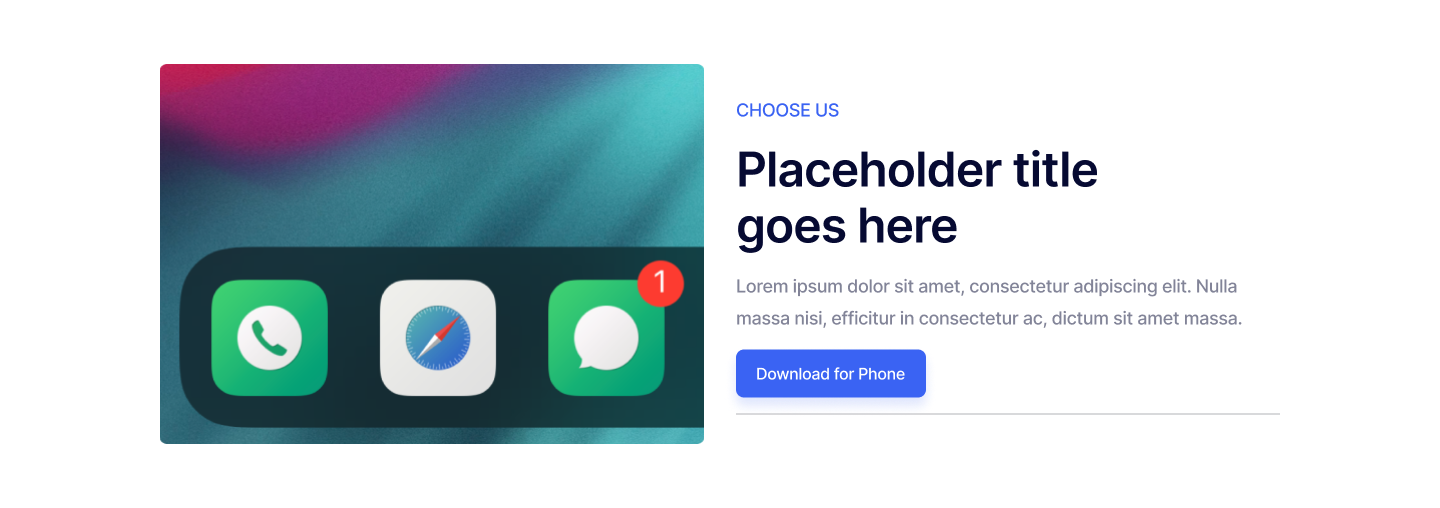 CHOOSE US
Placeholder title
goes here
Lorem ipsum dolor sit amet, consectetur adipiscing elit. Nulla
massa nisi, efficitur in consectetur ac, dictum sit amet massa.
1
Download for Phone